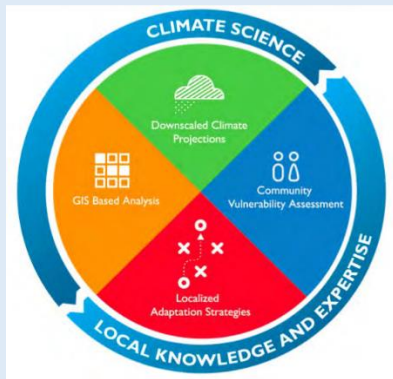 CLIMATE SCIENCE
Downscaled Climate
Projections
GIS Based Analysis
Community
Vulnerability Assessment
Localized
Adaptation Strategies
LOCAL KNOWLEDGE AND EXPERTISE